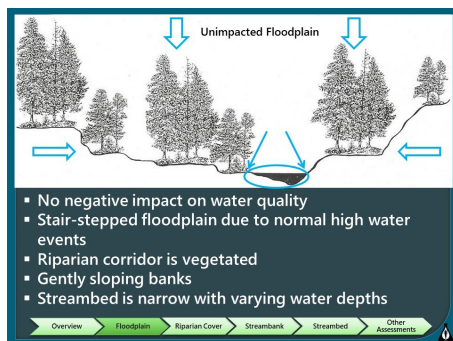 Unimpacted Floodplain
▪ No negative impact on water quality
▪ Stair-stepped floodplain due to normal high water
events
▪ Riparian corridor is vegetated
▪ Gently sloping banks
▪ Streambed is narrow with varying water depths
Overview
Floodplain
Riparian Cover
Streambank
Streambed
Other
Assessments